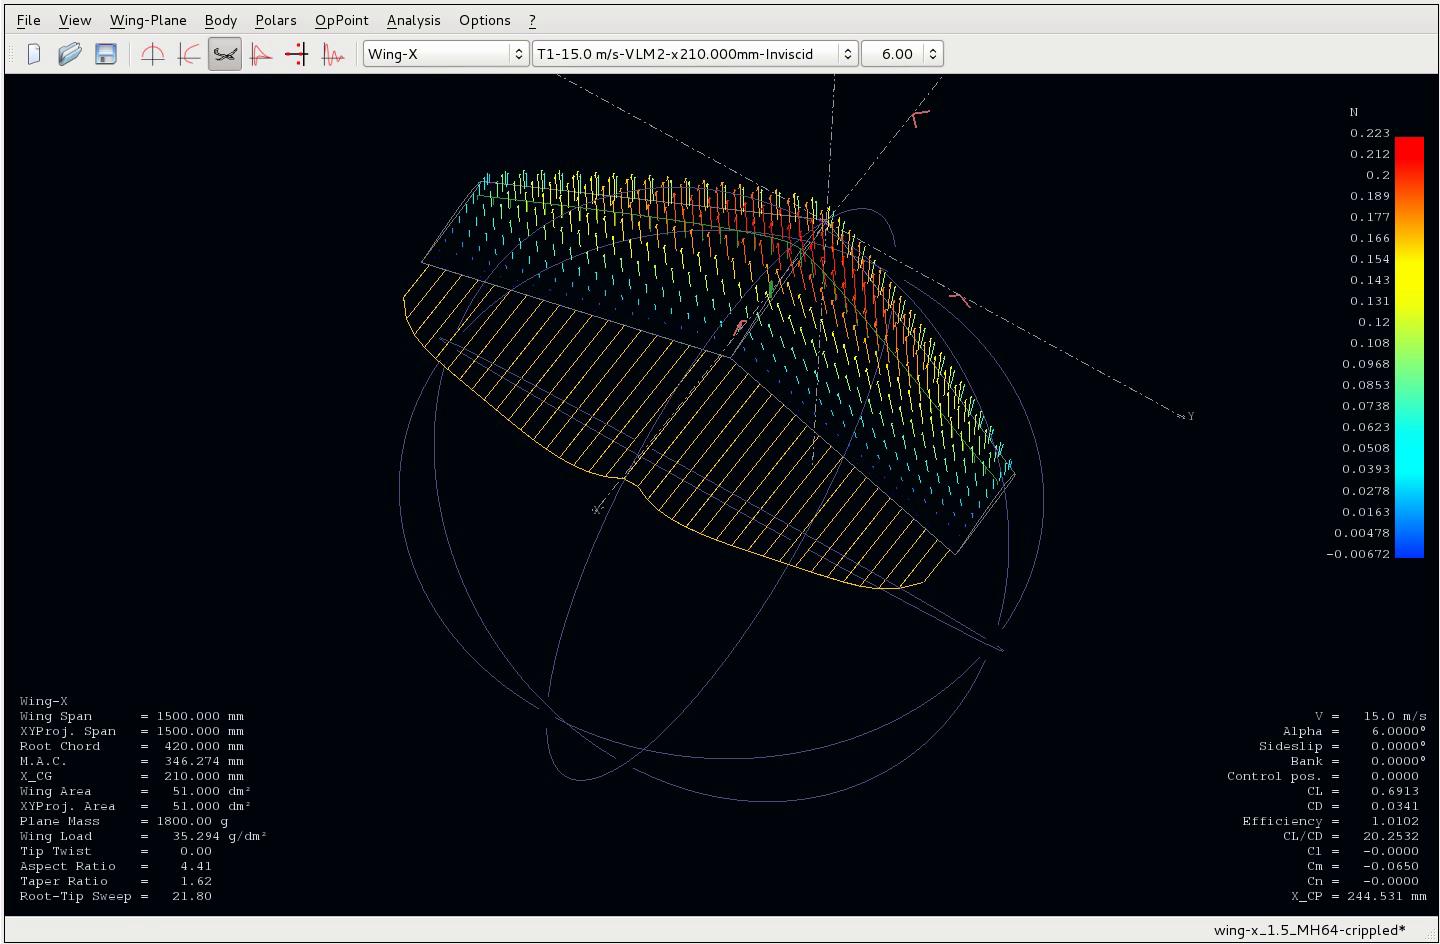 File View Wing-Plane Body Polars OpPoint Analysis Options ?
Wing-X T1-15.0 m/s-VLM2-x210.000mm-Inviscid 6.00
N
0.223
0.212
0.2
0.189
0.177
0.166
0.154
0.143
0.131
0.12
0.108
0.0968
0.0853
0.0738
0.0623
0.0508
0.0393
0.0278
0.0163
0.00478
-0.00672
Y
X
Wing-X
Wing Span = 1500.000 mm
XYProj. Span = 1500.000 mm
Root Chord = 420.000 mm
M.A.C. = 346.274 mm
X_CG = 210.000 mm
Wing Area = 51.000 dm²
XYProj. Area = 51.000 dm²
Plane Mass = 1800.00 g
Wing Load = 35.294 g/dm²
Tip Twist = 0.00
Aspect Ratio = 4.41
Taper Ratio = 1.62
Root-Tip Sweep = 21.80
V = 15.0 m/s
Alpha = 6.0000°
Sideslip = 0.0000°
Bank = 0.0000°
Control pos. = 0.0000
CL = 0.6913
CD = 0.0341
Efficiency = 1.0102
CL/CD = 20.2532
Cl = -0.0000
Cm = -0.0650
Cn = -0.0000
X_CP = 244.531 mm
wing-x_1.5_MH64-crippled*